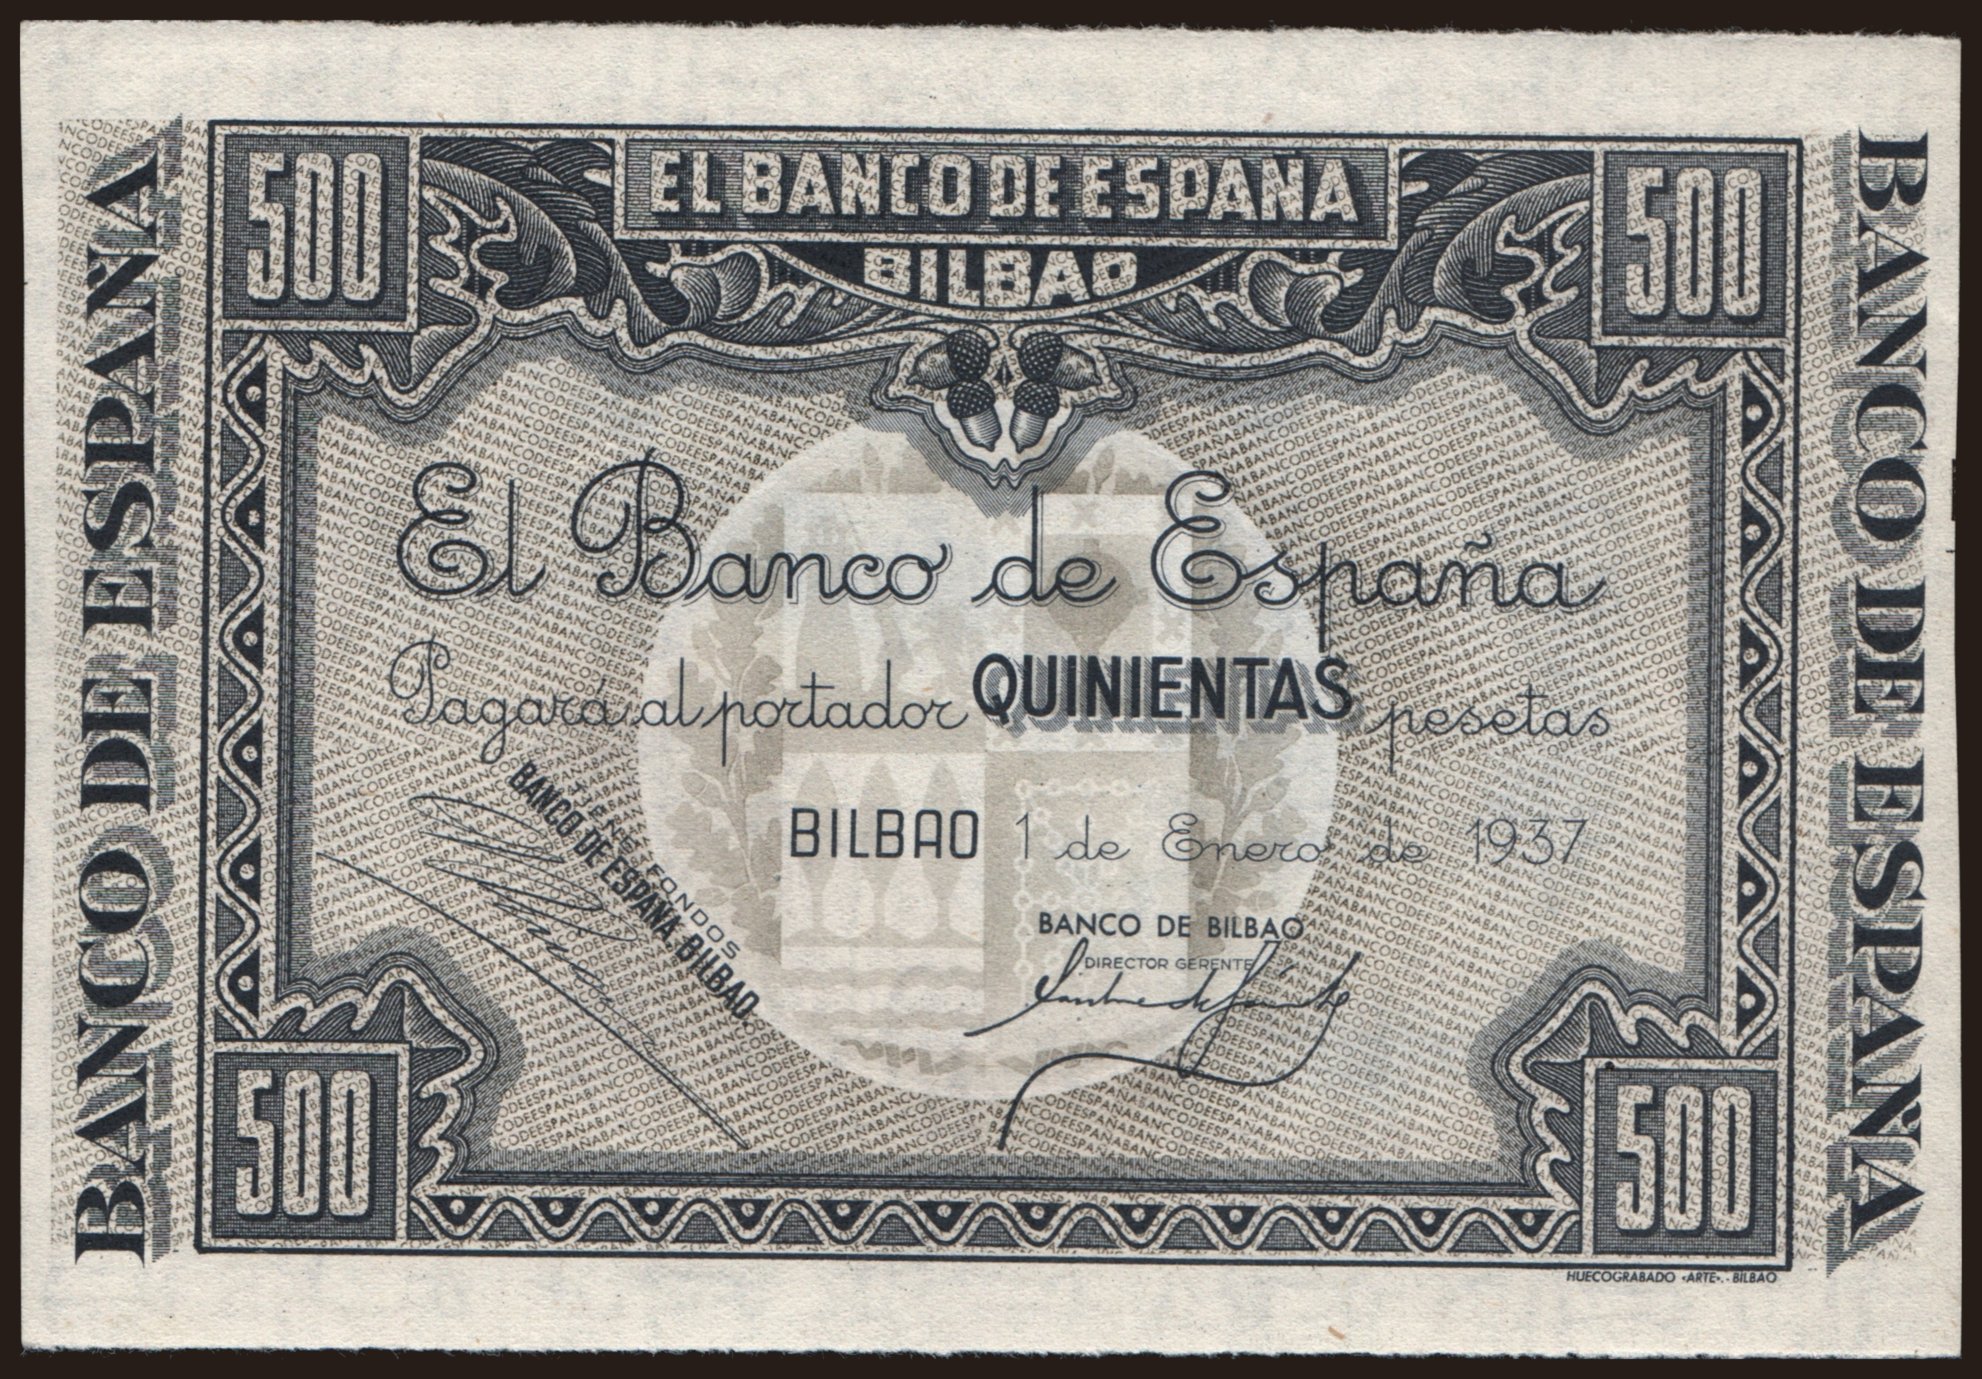 500
EL BANCO DE ESPAÑA
500
BILBAO
BANCO DE ESPAÑA
BANCO DE ESPAÑA
El Banco de España
Pagará al portador QUINIENTAS pesetas
BILBAO 1 de Enero de 1937
FONDOS
BANCO DE ESPAÑA.BILBAO.
BANCO DE BILBAO
DIRECTOR GERENTE
500
500
HUECOGRABADO «ARTE».-BILBAO